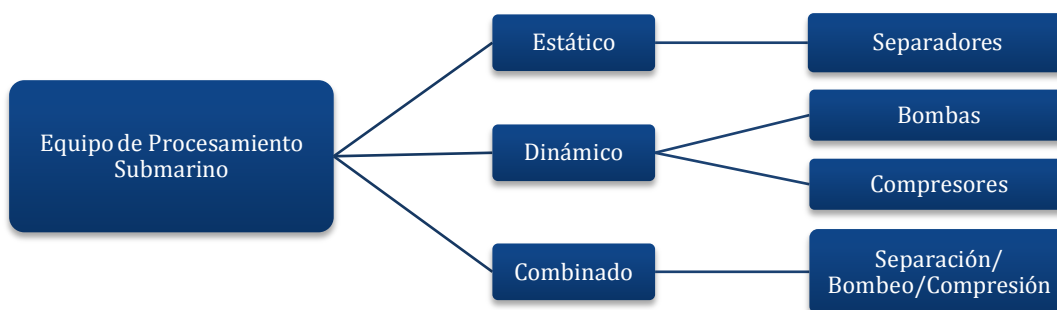 Equipo de Procesamiento
Submarino
Estático
Separadores
Dinámico
Bombas
Compresores
Combinado
Separación/
Bombeo/Compresión